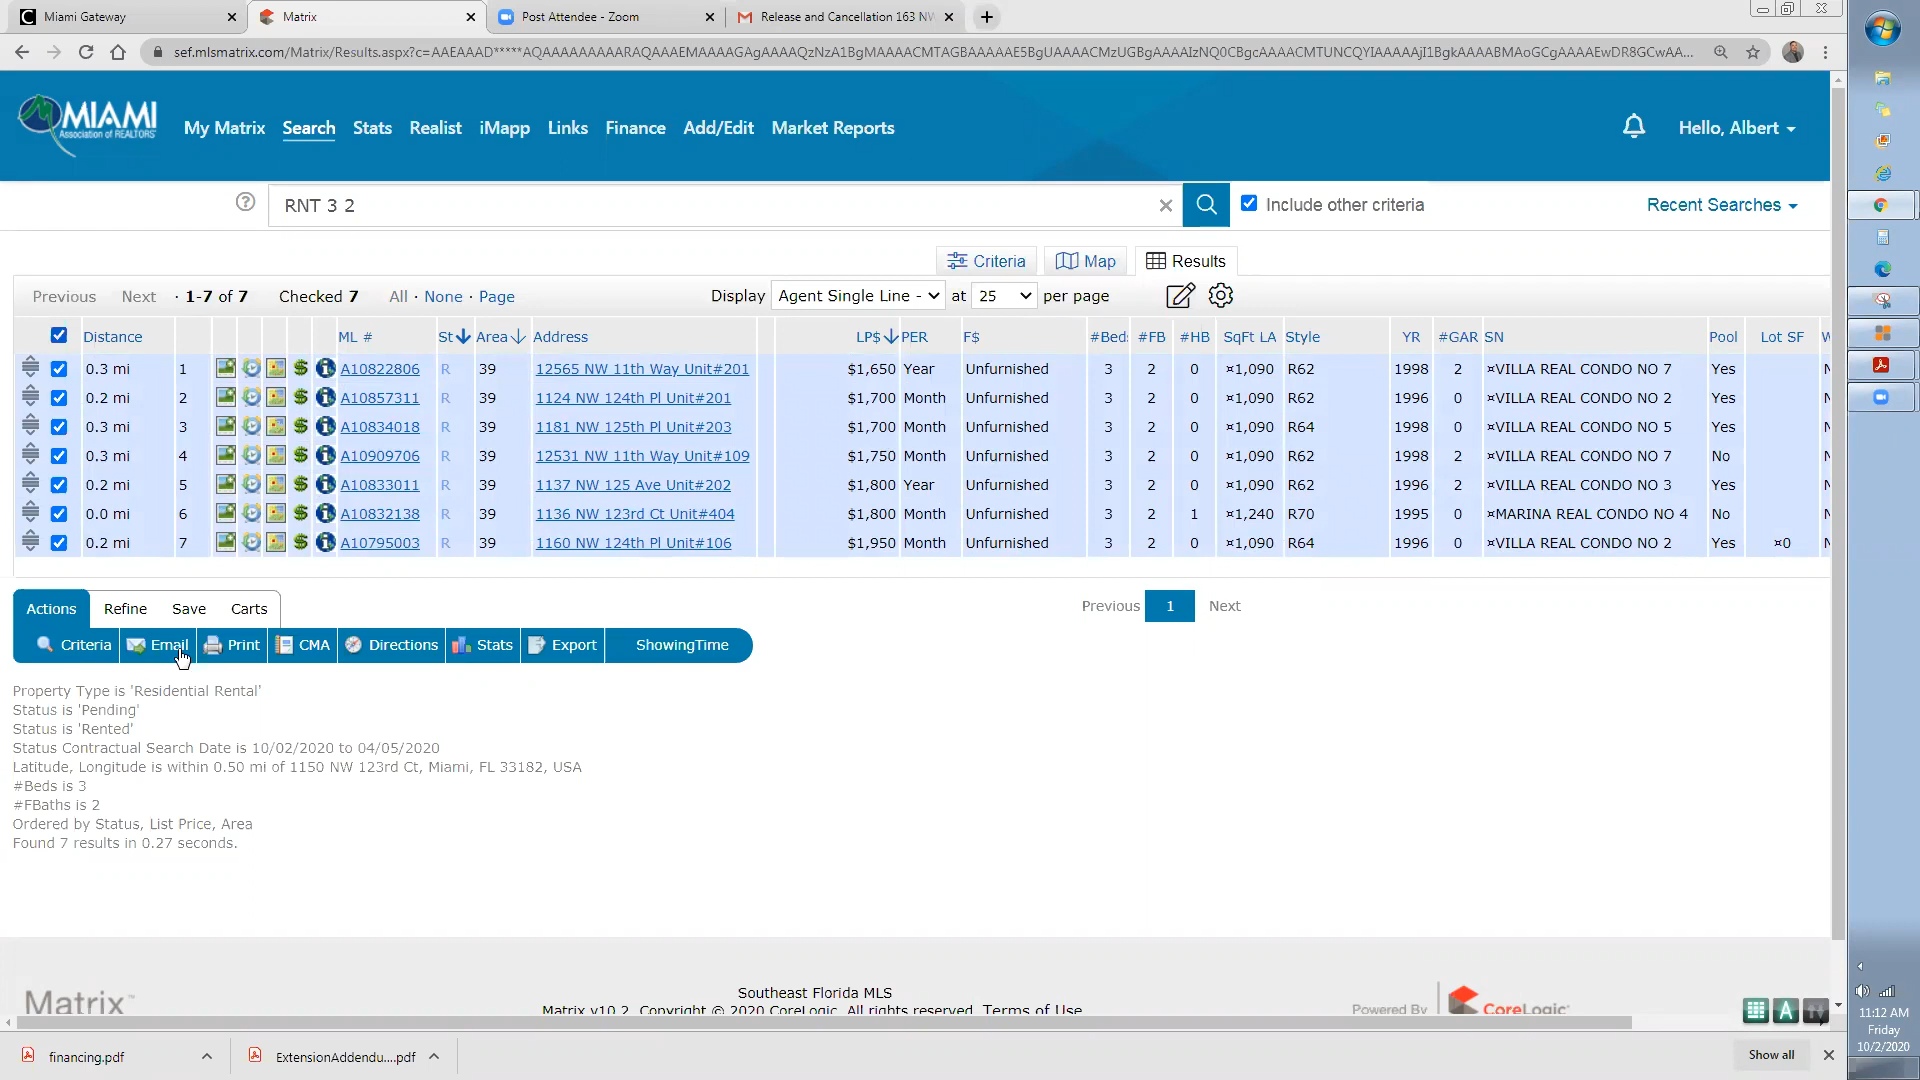 Miami Gateway
Matrix
Post Attendee - Zoom
Release and Cancellation 163 NW
sef.mlsmatrix.com/Matrix/Results.aspx?c=AAEAAAD*****AQAAAAAAAAARAQAAAEMAAAAGAgAAAAQzNzA1BgMAAAACMTAGBAAAAAE5BgUAAAACMzUGBgAAAAIzNQ0CBgcAAAACMTUNCQYIAAAAAjI1BgkAAAABMAoGCgAAAAEwDR8GCwAA...
MIAMI
Association of REALTORS®
My Matrix
Search
Stats
Realist
iMapp
Links
Finance
Add/Edit
Market Reports
Hello, Albert
RNT 3 2
Include other criteria
Recent Searches
Criteria
Map
Results
Previous Next · 1-7 of 7 Checked 7 All · None · Page
Display Agent Single Line - at 25 per page
Distance ML # St Area Address LP$ PER F$ #Beds #FB #HB SqFt LA Style YR #GAR SN Pool Lot SF W
0.3 mi 1 A10822806 R 39 12565 NW 11th Way Unit#201 $1,650 Year Unfurnished 3 2 0 ¤1,090 R62 1998 2 ¤VILLA REAL CONDO NO 7 Yes
0.2 mi 2 A10857311 R 39 1124 NW 124th Pl Unit#201 $1,700 Month Unfurnished 3 2 0 ¤1,090 R62 1996 0 ¤VILLA REAL CONDO NO 2 Yes
0.3 mi 3 A10834018 R 39 1181 NW 125th Pl Unit#203 $1,700 Month Unfurnished 3 2 0 ¤1,090 R64 1998 0 ¤VILLA REAL CONDO NO 5 Yes
0.3 mi 4 A10909706 R 39 12531 NW 11th Way Unit#109 $1,750 Month Unfurnished 3 2 0 ¤1,090 R62 1998 2 ¤VILLA REAL CONDO NO 7 No
0.2 mi 5 A10833011 R 39 1137 NW 125 Ave Unit#202 $1,800 Year Unfurnished 3 2 0 ¤1,090 R62 1996 2 ¤VILLA REAL CONDO NO 3 Yes
0.0 mi 6 A10832138 R 39 1136 NW 123rd Ct Unit#404 $1,800 Month Unfurnished 3 2 1 ¤1,240 R70 1995 0 ¤MARINA REAL CONDO NO 4 No
0.2 mi 7 A10795003 R 39 1160 NW 124th Pl Unit#106 $1,950 Month Unfurnished 3 2 0 ¤1,090 R64 1996 0 ¤VILLA REAL CONDO NO 2 Yes ¤0
Actions Refine Save Carts
Previous 1 Next
Criteria Email Print CMA Directions Stats Export ShowingTime
Property Type is 'Residential Rental'
Status is 'Pending'
Status is 'Rented'
Status Contractual Search Date is 10/02/2020 to 04/05/2020
Latitude, Longitude is within 0.50 mi of 1150 NW 123rd Ct, Miami, FL 33182, USA
#Beds is 3
#FBaths is 2
Ordered by Status, List Price, Area
Found 7 results in 0.27 seconds.
Matrix™
Southeast Florida MLS
Matrix v10.2. Copyright © 2020 CoreLogic. All rights reserved. Terms of Use
Powered By
CoreLogic
financing.pdf
ExtensionAddendu....pdf
Show all
11:12 AM
Friday
10/2/2020